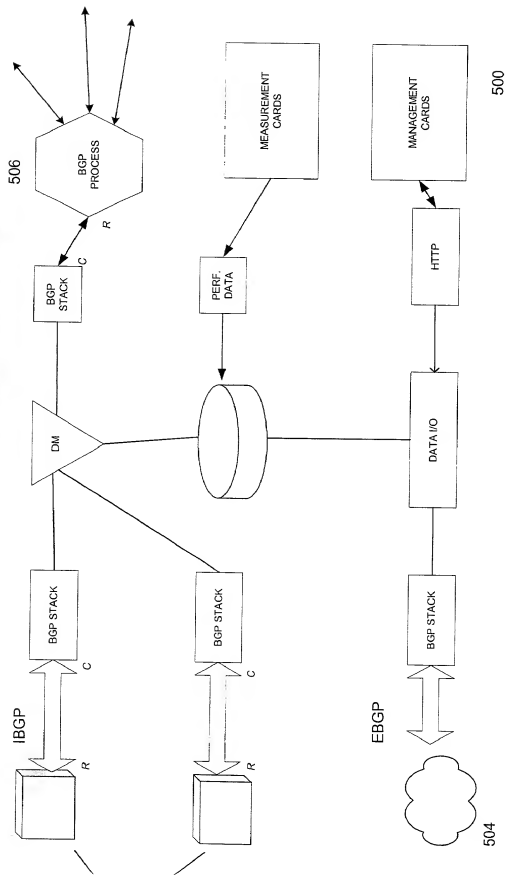 506
BGP
PROCESS
R
C
BGP
STACK
DM
BGP STACK
C
IBGP
R
MEASUREMENT
CARDS
PERF.
DATA
BGP STACK
C
R
MANAGEMENT
CARDS
500
HTTP
DATA I/O
BGP STACK
EBGP
504